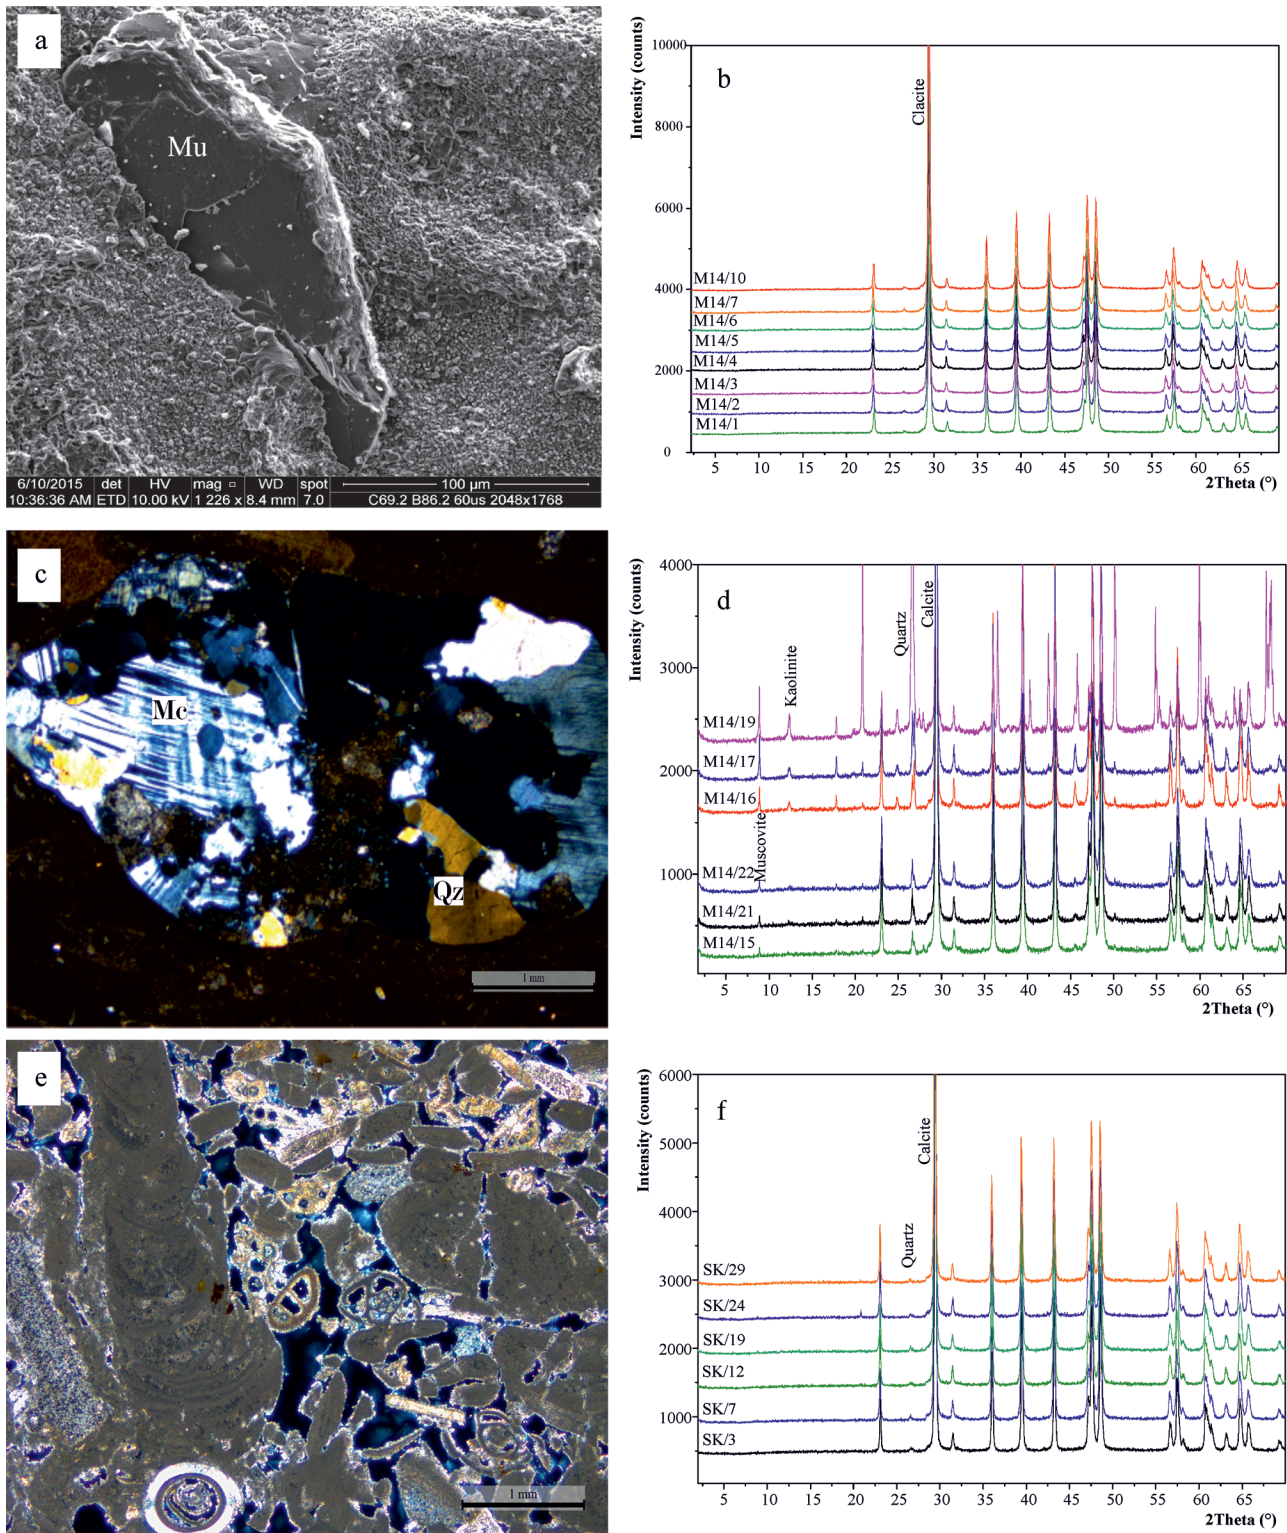 a
Mu
6/10/2015 det HV mag □ WD spot 100 µm
10:36:36 AM ETD 10.00 kV 1 226 x 8.4 mm 7.0 C69.2 B86.2 60us 2048x1768
b
Intensity (counts)
10000
8000
6000
4000
2000
0
Clacite
M14/10
M14/7
M14/6
M14/5
M14/4
M14/3
M14/2
M14/1
5 10 15 20 25 30 35 40 45 50 55 60 65
2Theta (°)
c
Mc
Qz
1 mm
d
Intensity (counts)
4000
3000
2000
1000
Muscovite
Kaolinite
Quartz
Calcite
M14/19
M14/17
M14/16
M14/22
M14/21
M14/15
5 10 15 20 25 30 35 40 45 50 55 60 65
2Theta (°)
e
1 mm
f
Intensity (counts)
6000
5000
4000
3000
2000
1000
Quartz
Calcite
SK/29
SK/24
SK/19
SK/12
SK/7
SK/3
5 10 15 20 25 30 35 40 45 50 55 60 65
2Theta (°)